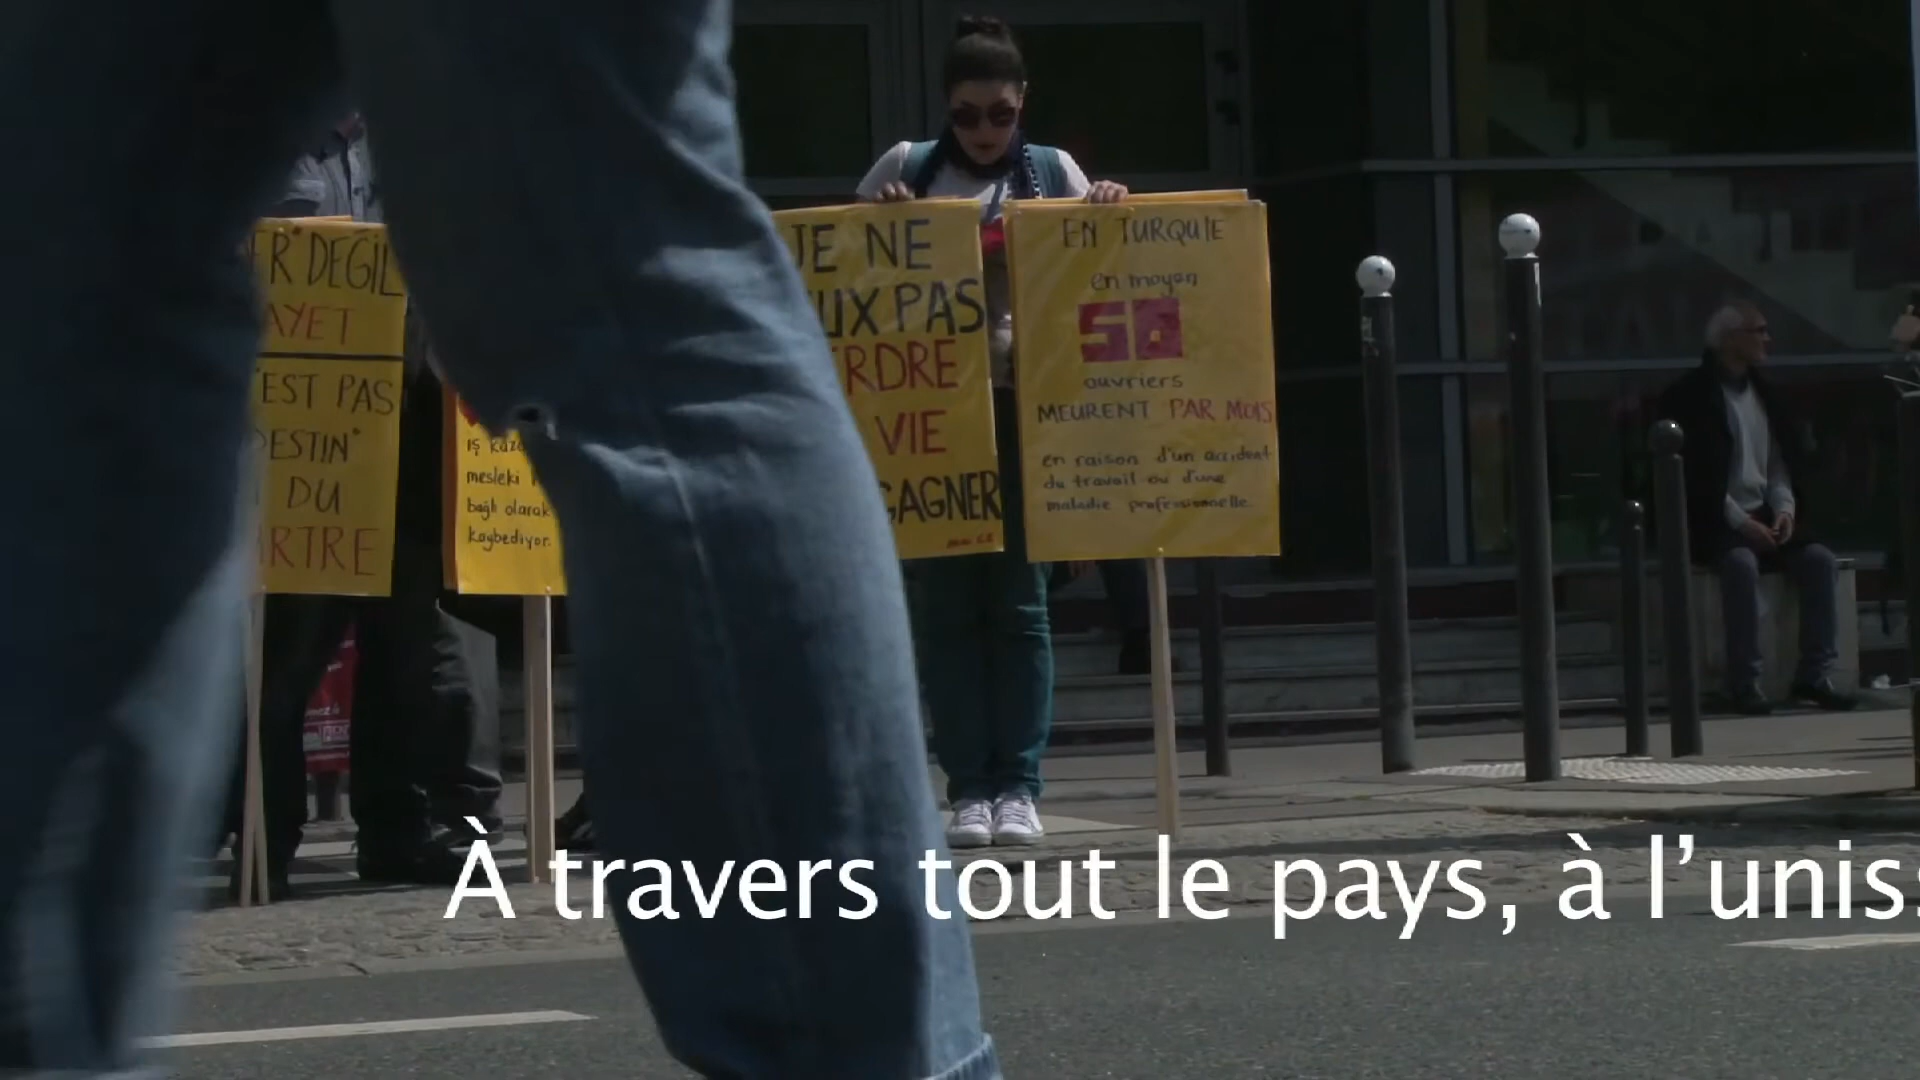 ER" DEGİL
AYET
'EST PAS
DESTIN"
DU
RTRE
iş kaza
mesleki
bağlı olarak
kaybediyor.
JE NE
UX PAS
RDRE
VIE
GAGNER
EN TURQUIE
en moyen
50
ouvriers
MEURENT PAR MOIS
en raison d'un accident
du travail ou d'une
maladie professionnelle.
À travers tout le pays, à l'uniss